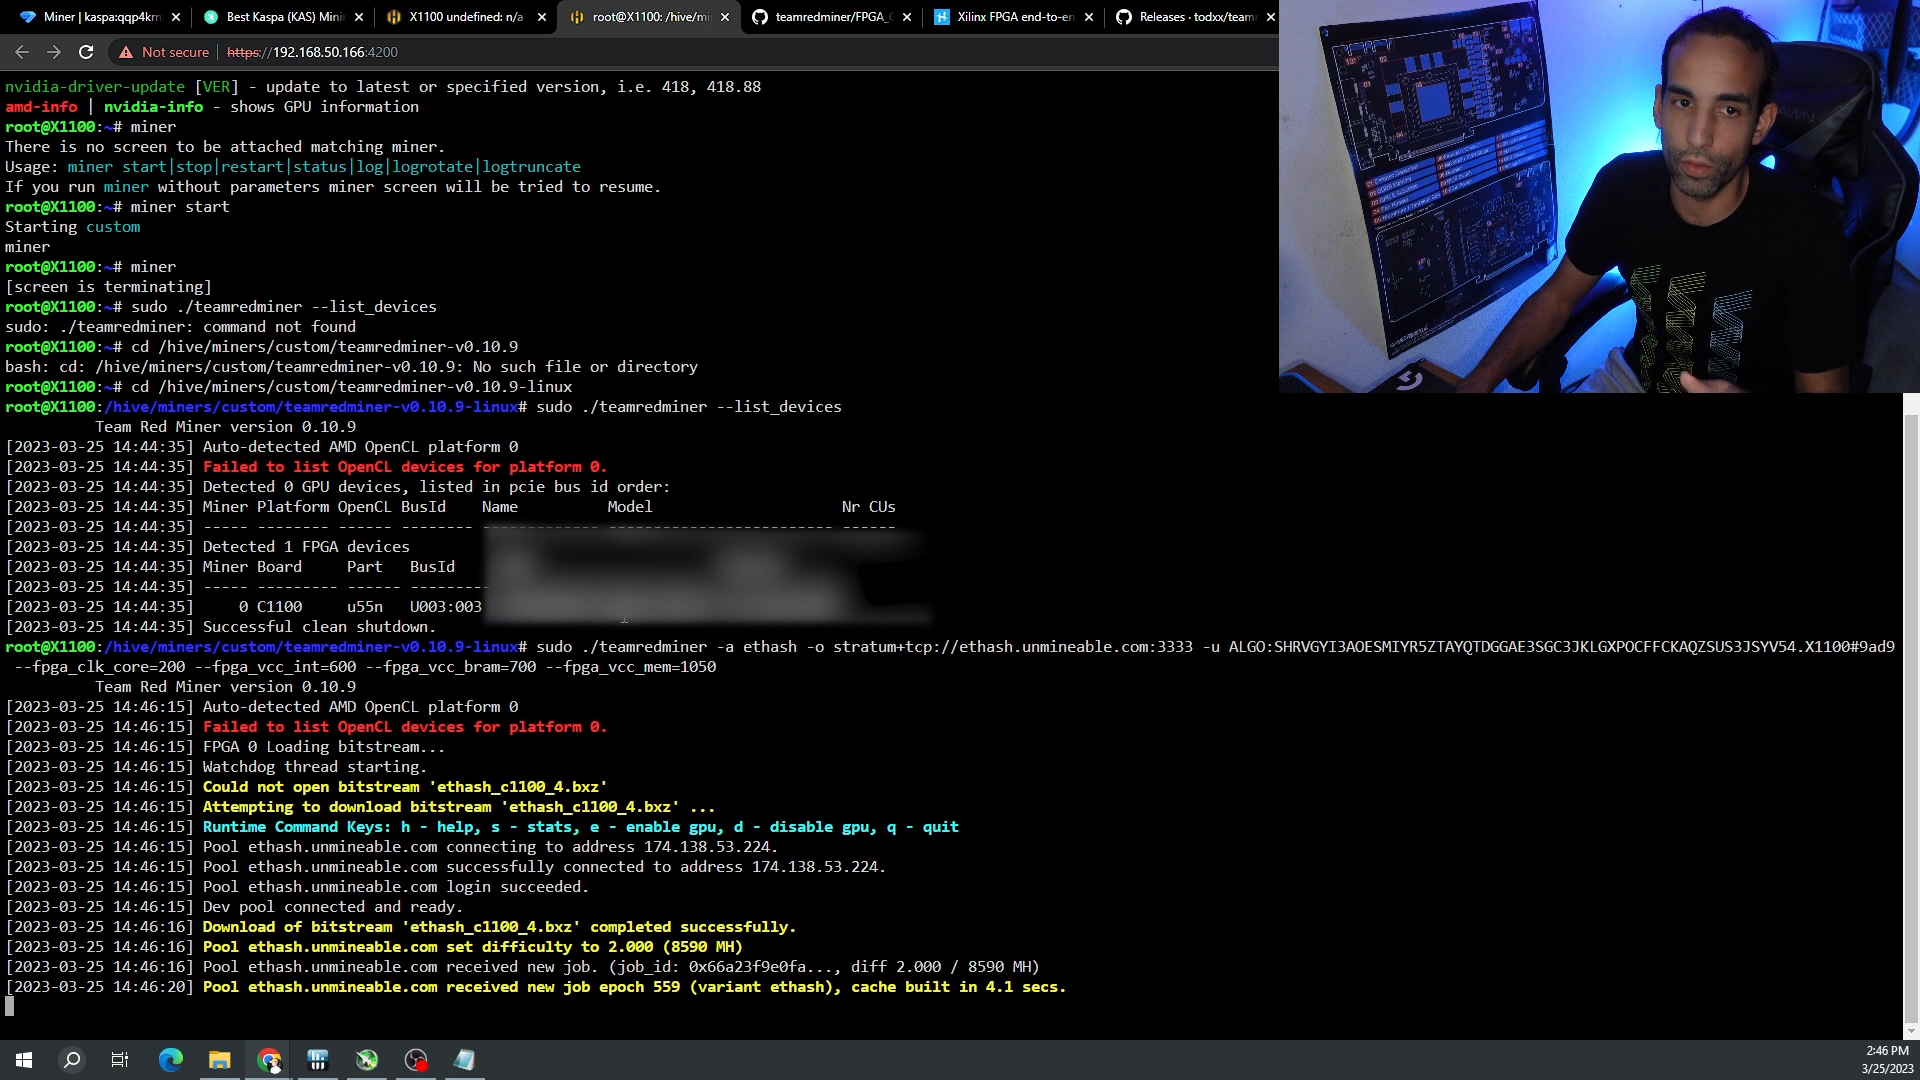 Miner | kaspa:qqp4krn
Best Kaspa (KAS) Mini
X1100 undefined: n/a
root@X1100: /hive/mi
teamredminer/FPGA_
Xilinx FPGA end-to-en
Releases · todxx/team
Not secure
https://192.168.50.166:4200
nvidia-driver-update [VER] - update to latest or specified version, i.e. 418, 418.88
amd-info | nvidia-info - shows GPU information
root@X1100:~# miner
There is no screen to be attached matching miner.
Usage: miner start|stop|restart|status|log|logrotate|logtruncate
If you run miner without parameters miner screen will be tried to resume.
root@X1100:~# miner start
Starting custom
miner
root@X1100:~# miner
[screen is terminating]
root@X1100:~# sudo ./teamredminer --list_devices
sudo: ./teamredminer: command not found
root@X1100:~# cd /hive/miners/custom/teamredminer-v0.10.9
bash: cd: /hive/miners/custom/teamredminer-v0.10.9: No such file or directory
root@X1100:~# cd /hive/miners/custom/teamredminer-v0.10.9-linux
root@X1100:/hive/miners/custom/teamredminer-v0.10.9-linux# sudo ./teamredminer --list_devices
Team Red Miner version 0.10.9
[2023-03-25 14:44:35] Auto-detected AMD OpenCL platform 0
[2023-03-25 14:44:35] Failed to list OpenCL devices for platform 0.
[2023-03-25 14:44:35] Detected 0 GPU devices, listed in pcie bus id order:
[2023-03-25 14:44:35] Miner Platform OpenCL BusId Name Model Nr CUs
[2023-03-25 14:44:35] ----- -------- ------ -------- ------------- ------------------------- ------
[2023-03-25 14:44:35] Detected 1 FPGA devices
[2023-03-25 14:44:35] Miner Board Part BusId
[2023-03-25 14:44:35] ----- --------- ------ --------
[2023-03-25 14:44:35] 0 C1100 u55n U003:003
[2023-03-25 14:44:35] Successful clean shutdown.
root@X1100:/hive/miners/custom/teamredminer-v0.10.9-linux# sudo ./teamredminer -a ethash -o stratum+tcp://ethash.unmineable.com:3333 -u ALGO:SHRVGYI3AOESMIYR5ZTAYQTDGGAE3SGC3JKLGXPOCFFCKAQZSUS3JSYV54.X1100#9ad9
--fpga_clk_core=200 --fpga_vcc_int=600 --fpga_vcc_bram=700 --fpga_vcc_mem=1050
Team Red Miner version 0.10.9
[2023-03-25 14:46:15] Auto-detected AMD OpenCL platform 0
[2023-03-25 14:46:15] Failed to list OpenCL devices for platform 0.
[2023-03-25 14:46:15] FPGA 0 Loading bitstream...
[2023-03-25 14:46:15] Watchdog thread starting.
[2023-03-25 14:46:15] Could not open bitstream 'ethash_c1100_4.bxz'
[2023-03-25 14:46:15] Attempting to download bitstream 'ethash_c1100_4.bxz' ...
[2023-03-25 14:46:15] Runtime Command Keys: h - help, s - stats, e - enable gpu, d - disable gpu, q - quit
[2023-03-25 14:46:15] Pool ethash.unmineable.com connecting to address 174.138.53.224.
[2023-03-25 14:46:15] Pool ethash.unmineable.com successfully connected to address 174.138.53.224.
[2023-03-25 14:46:15] Pool ethash.unmineable.com login succeeded.
[2023-03-25 14:46:15] Dev pool connected and ready.
[2023-03-25 14:46:16] Download of bitstream 'ethash_c1100_4.bxz' completed successfully.
[2023-03-25 14:46:16] Pool ethash.unmineable.com set difficulty to 2.000 (8590 MH)
[2023-03-25 14:46:16] Pool ethash.unmineable.com received new job. (job_id: 0x66a23f9e0fa..., diff 2.000 / 8590 MH)
[2023-03-25 14:46:20] Pool ethash.unmineable.com received new job epoch 559 (variant ethash), cache built in 4.1 secs.
2:46 PM
3/25/2023